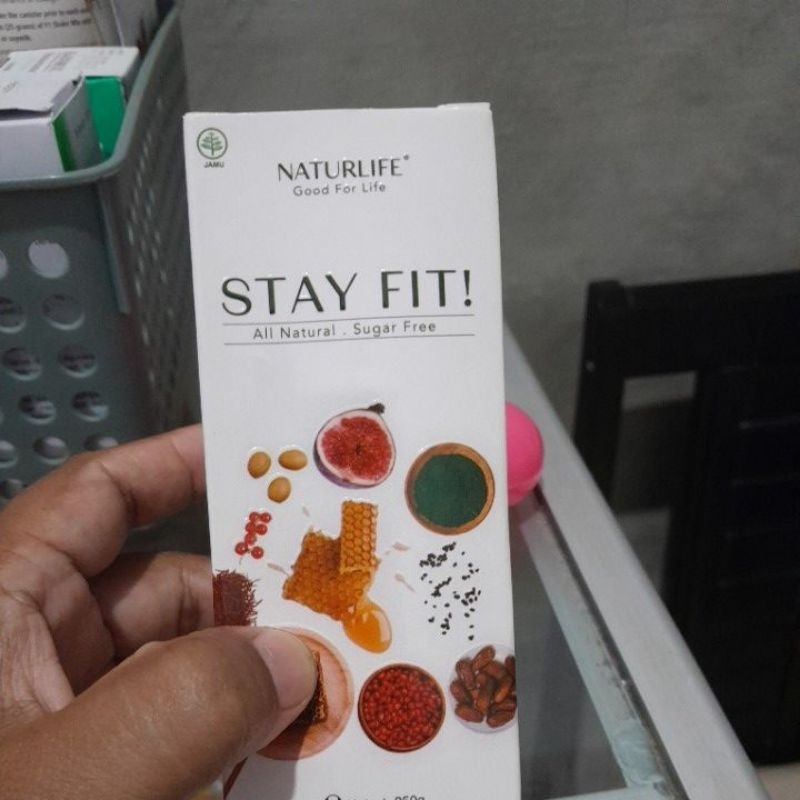 JAMU
NATURLIFE®
Good For Life
STAY FIT!
All Natural . Sugar Free